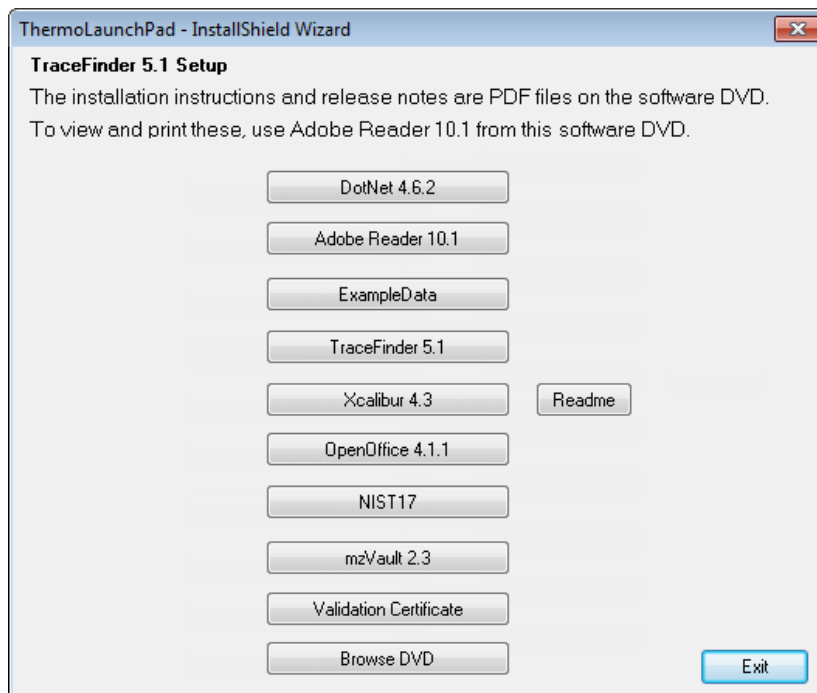 ThermoLaunchPad - InstallShield Wizard
TraceFinder 5.1 Setup
The installation instructions and release notes are PDF files on the software DVD.
To view and print these, use Adobe Reader 10.1 from this software DVD.
DotNet 4.6.2
Adobe Reader 10.1
ExampleData
TraceFinder 5.1
Xcalibur 4.3
Readme
OpenOffice 4.1.1
NIST17
mzVault 2.3
Validation Certificate
Browse DVD
Exit